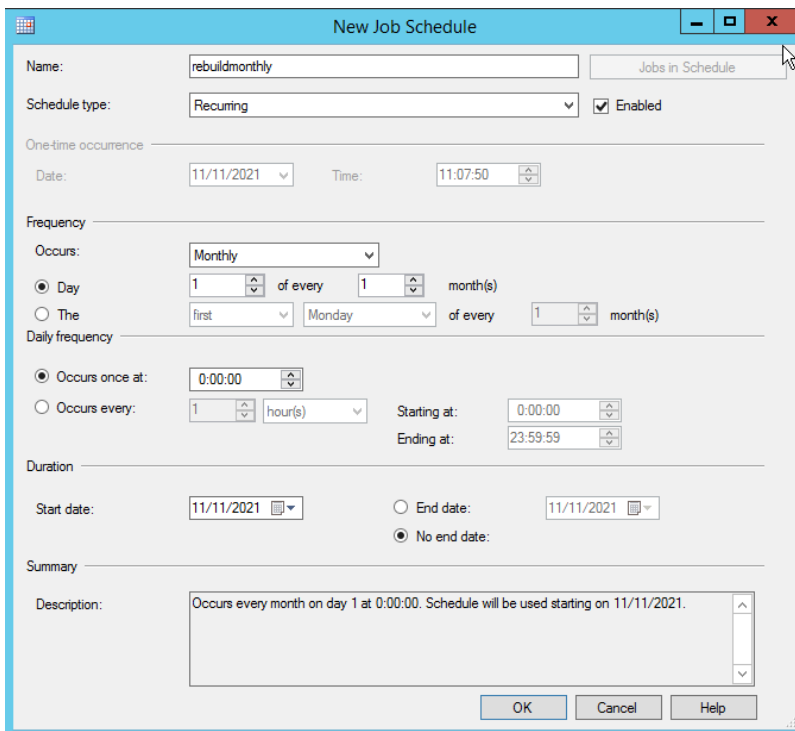 New Job Schedule
Name: rebuildmonthly Jobs in Schedule
Schedule type: Recurring Enabled
One-time occurrence
Date: 11/11/2021 Time: 11:07:50
Frequency
Occurs: Monthly
Day 1 of every 1 month(s)
The first Monday of every 1 month(s)
Daily frequency
Occurs once at: 0:00:00
Occurs every: 1 hour(s) Starting at: 0:00:00
Ending at: 23:59:59
Duration
Start date: 11/11/2021 End date: 11/11/2021
No end date:
Summary
Description: Occurs every month on day 1 at 0:00:00. Schedule will be used starting on 11/11/2021.
OK Cancel Help